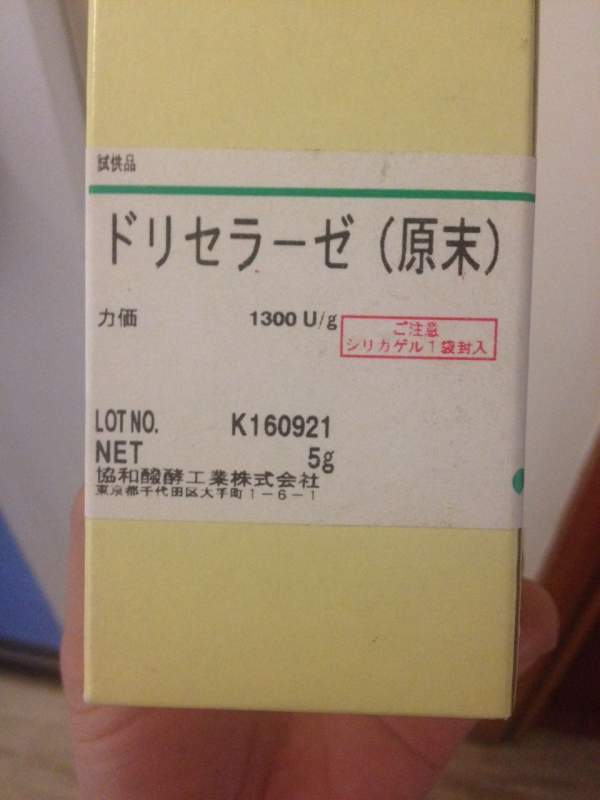 試供品
ドリセラーゼ(原末)
力価 1300 U/g
ご注意
シリカゲル1袋封入
LOT NO. K160921
NET 5g
協和醱酵工業株式会社
東京都千代田区大手町1-6-1